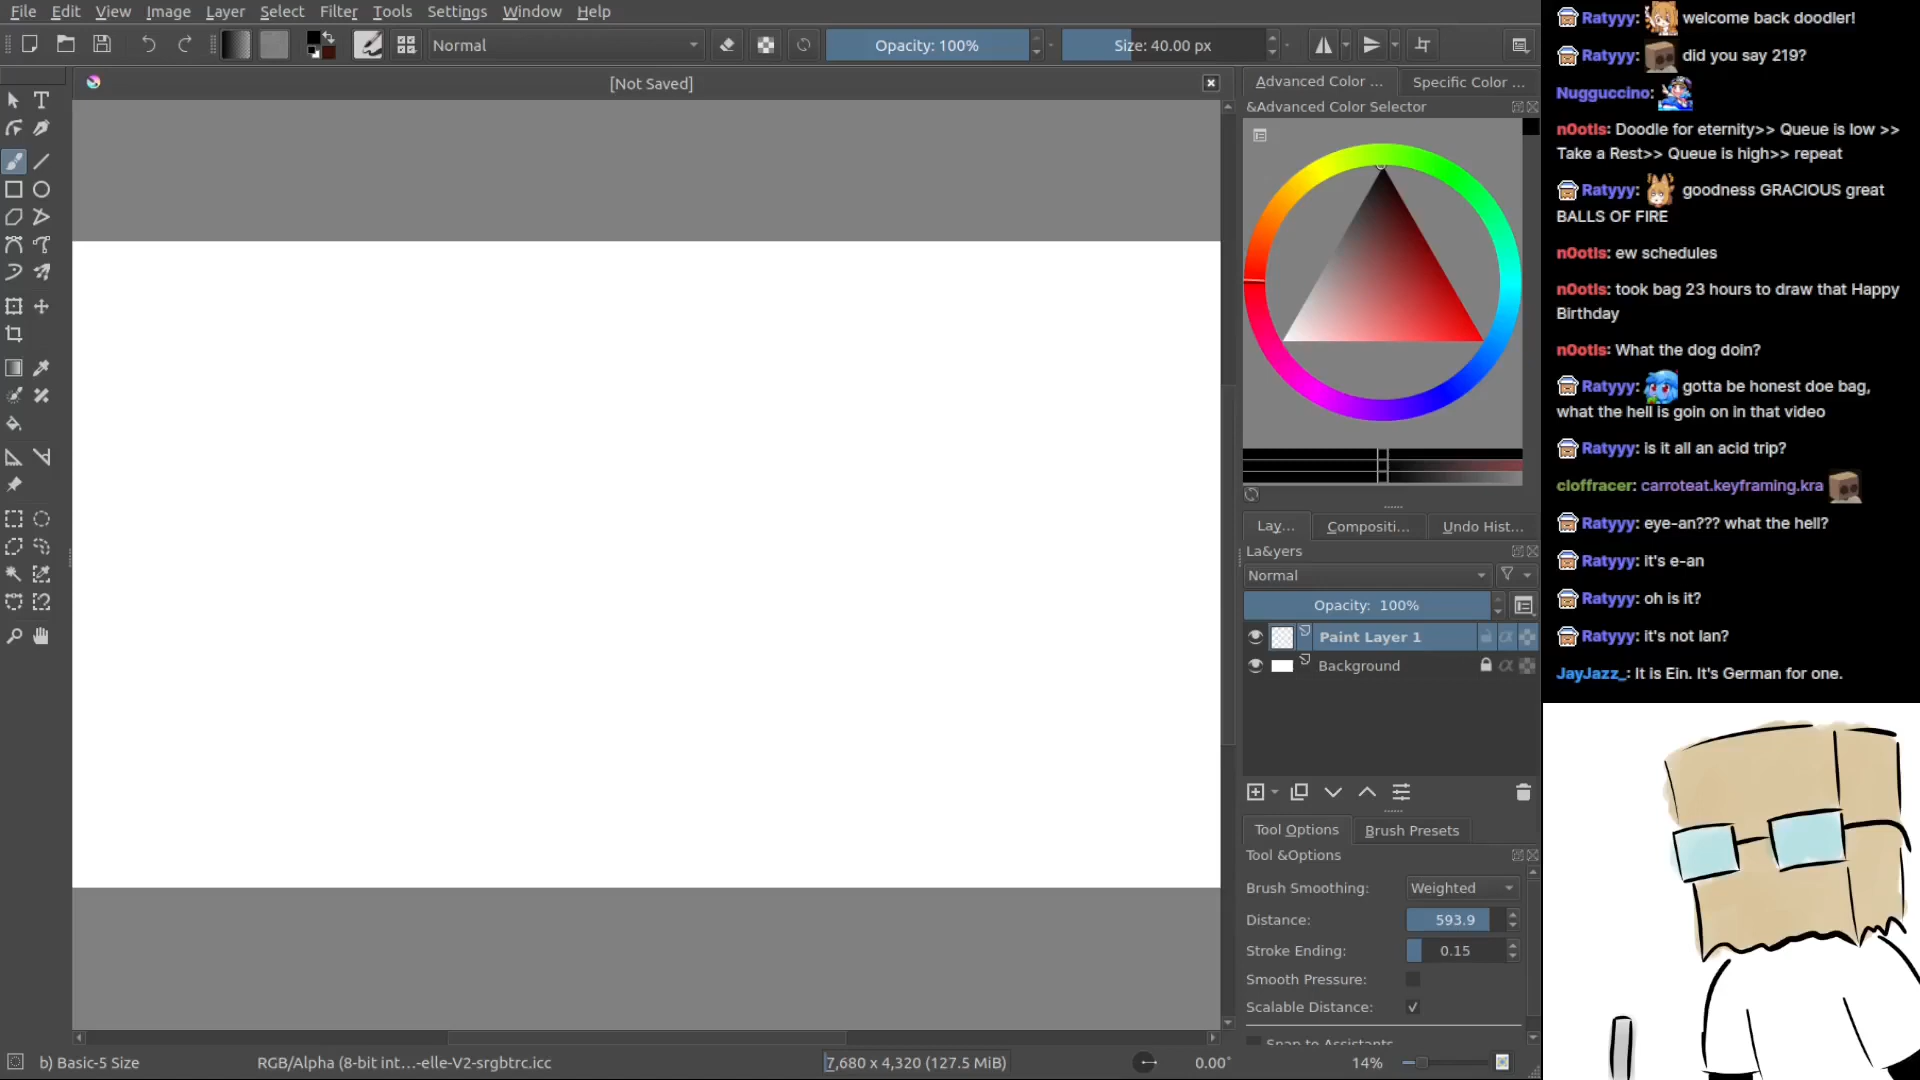 File Edit View Image Layer Select Filter Tools Settings Window Help
Normal
Opacity: 100%
Size: 40.00 px
[Not Saved]
Advanced Color ...
Specific Color ...
&Advanced Color Selector
Lay...
Compositi...
Undo Hist...
La&yers
Normal
Opacity: 100%
Paint Layer 1
Background
Tool Options
Brush Presets
Tool &Options
Brush Smoothing: Weighted
Distance: 593.9
Stroke Ending: 0.15
Smooth Pressure:
Scalable Distance:
Snap to Assistants
b) Basic-5 Size
RGB/Alpha (8-bit int...-elle-V2-srgbtrc.icc
7,680 x 4,320 (127.5 MiB)
0.00°
14%
Ratyyy: welcome back doodler!
Ratyyy: did you say 219?
Nugguccino:
n0otls: Doodle for eternity>> Queue is low >>
Take a Rest>> Queue is high>> repeat
Ratyyy: goodness GRACIOUS great
BALLS OF FIRE
n0otls: ew schedules
n0otls: took bag 23 hours to draw that Happy
Birthday
n0otls: What the dog doin?
Ratyyy: gotta be honest doe bag,
what the hell is goin on in that video
Ratyyy: is it all an acid trip?
cloffracer: carroteat.keyframing.kra
Ratyyy: eye-an??? what the hell?
Ratyyy: it's e-an
Ratyyy: oh is it?
Ratyyy: it's not Ian?
JayJazz_: It is Ein. It's German for one.